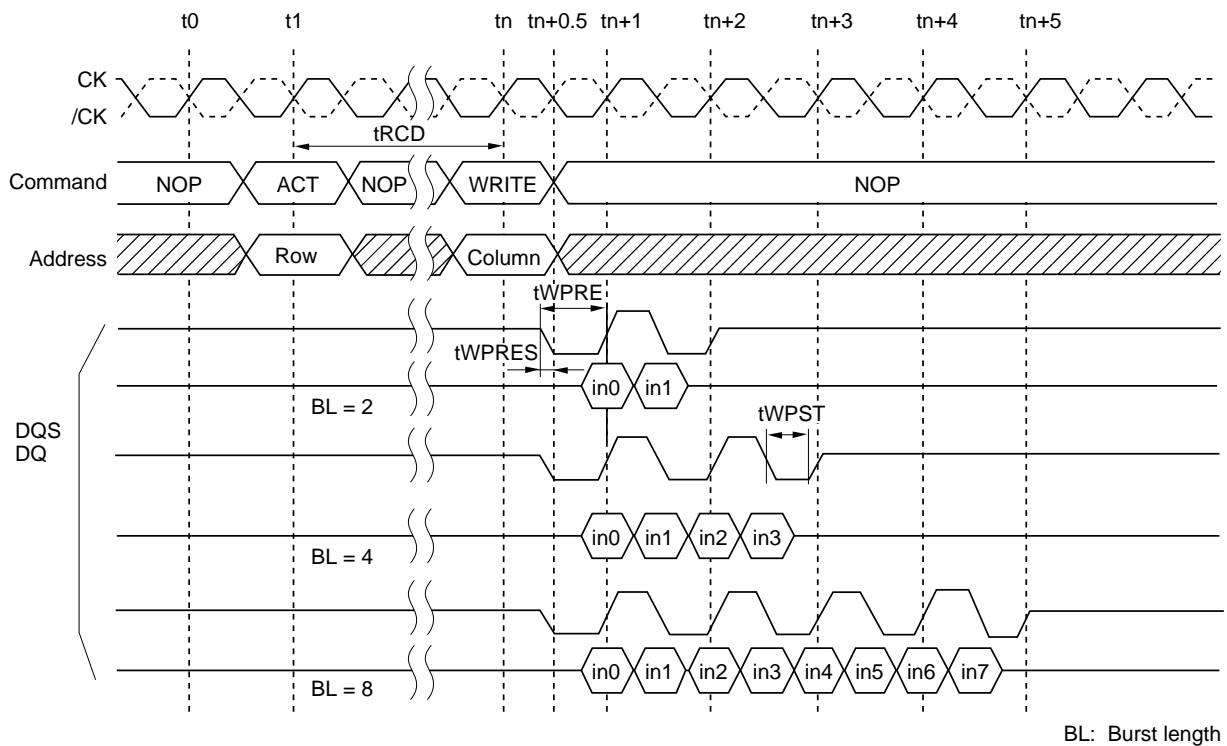 t0 t1 tn tn+0.5 tn+1 tn+2 tn+3 tn+4 tn+5
CK
/CK
tRCD
Command NOP ACT NOP WRITE NOP
Address Row Column
tWPRE
tWPRES
in0 in1
BL = 2
tWPST
DQS
DQ
in0 in1 in2 in3
BL = 4
in0 in1 in2 in3 in4 in5 in6 in7
BL = 8
BL: Burst length